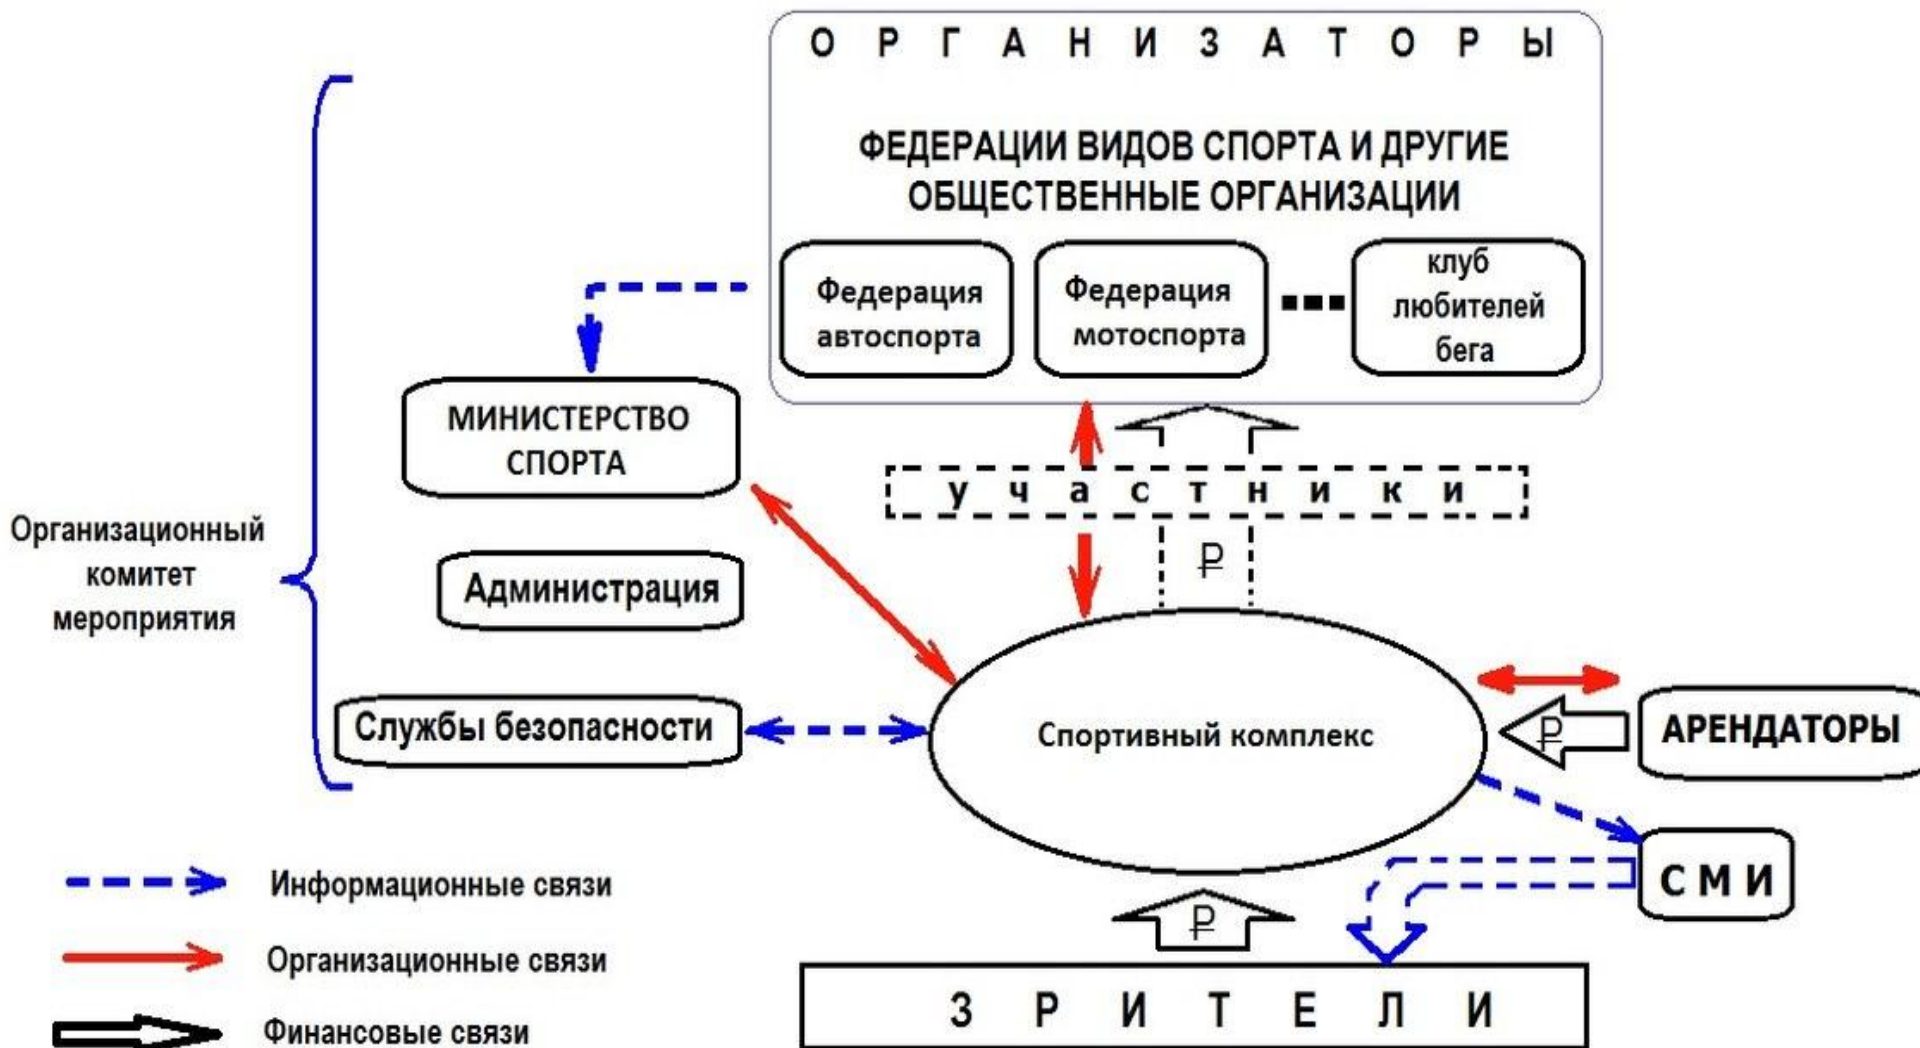 О Р Г А Н И З А Т О Р Ы
ФЕДЕРАЦИИ ВИДОВ СПОРТА И ДРУГИЕ
ОБЩЕСТВЕННЫЕ ОРГАНИЗАЦИИ
Федерация
автоспорта
Федерация
мотоспорта
клуб
любителей
бега
МИНИСТЕРСТВО
СПОРТА
у ч а с т н и к и
Организационный
комитет
мероприятия
Администрация
₽
Службы безопасности
Спортивный комплекс
₽
АРЕНДАТОРЫ
С М И
₽
З Р И Т Е Л И
Информационные связи
Организационные связи
Финансовые связи